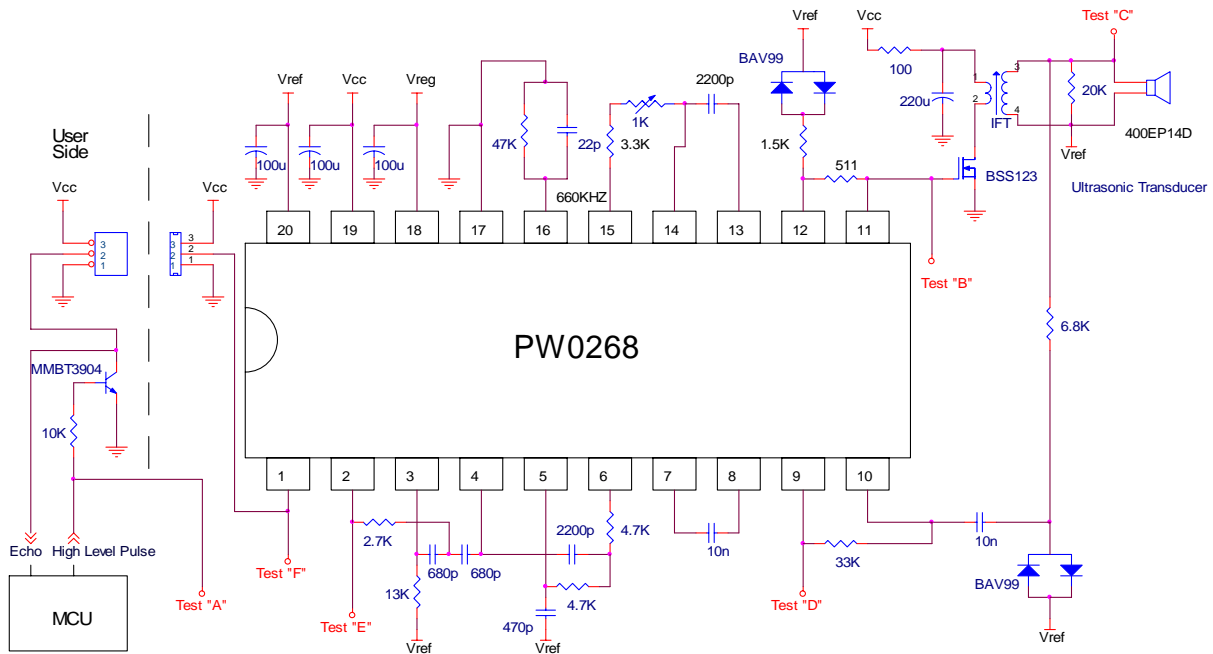 Vref
Vcc
Test "C"
BAV99
100
1
3
2200p
220u
2
4
20K
IFT
400EP14D
Vref
Vcc
Vreg
1K
47K
22p
3.3K
1.5K
511
Vref
BSS123
Ultrasonic Transducer
User
Side
100u
100u
100u
660KHZ
Vcc
Vcc
20
19
18
17
16
15
14
13
12
11
3
2
1
3
2
1
3
2
1
Test "B"
6.8K
PW0268
MMBT3904
10K
1
2
3
4
5
6
7
8
9
10
Echo
High Level Pulse
2.7K
2200p
4.7K
680p
680p
10n
33K
10n
Test "F"
13K
4.7K
BAV99
Test "A"
Test "E"
470p
Test "D"
MCU
Vref
Vref
Vref